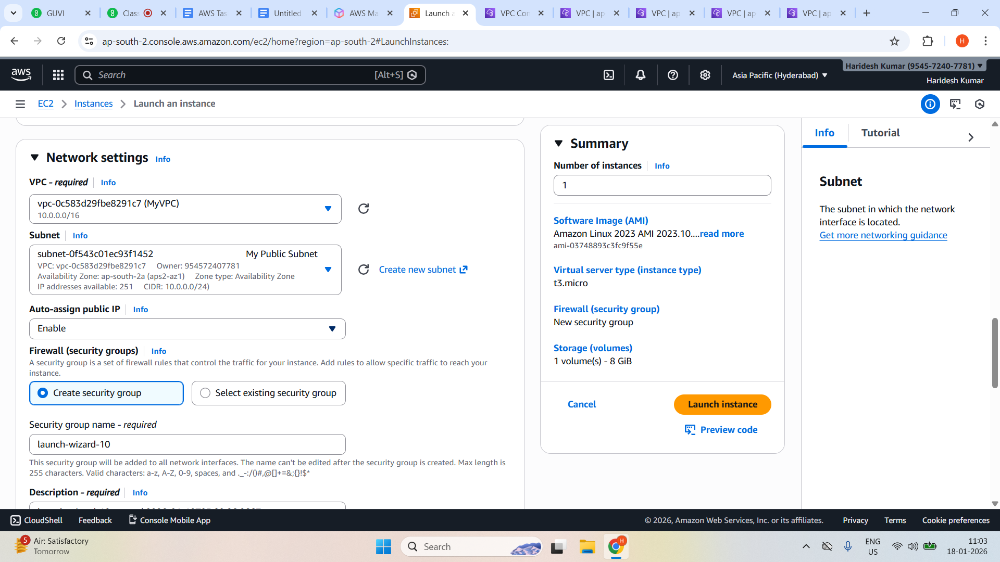 GUVI
Clas
AWS Tas
Untitled
AWS Ma
Launch a
VPC Con
VPC | ap
VPC | ap
VPC | ap
VPC | ap
ap-south-2.console.aws.amazon.com/ec2/home?region=ap-south-2#LaunchInstances:
H
aws
Search
[Alt+S]
Asia Pacific (Hyderabad)
Haridesh Kumar (9545-7240-7781)
Haridesh Kumar
EC2
Instances
Launch an instance
Network settings Info
VPC - required Info
vpc-0c583d29fbe8291c7 (MyVPC)
10.0.0.0/16
Subnet Info
subnet-0f543c01ec93f1452 My Public Subnet
VPC: vpc-0c583d29fbe8291c7 Owner: 954572407781
Availability Zone: ap-south-2a (aps2-az1) Zone type: Availability Zone
IP addresses available: 251 CIDR: 10.0.0.0/24)
Create new subnet
Auto-assign public IP Info
Enable
Firewall (security groups) Info
A security group is a set of firewall rules that control the traffic for your instance. Add rules to allow specific traffic to reach your
instance.
Create security group
Select existing security group
Security group name - required
launch-wizard-10
This security group will be added to all network interfaces. The name can't be edited after the security group is created. Max length is
255 characters. Valid characters: a-z, A-Z, 0-9, spaces, and ._-:/()#,@[]+=&;{}!$*
Description - required Info
Summary
Number of instances Info
1
Software Image (AMI)
Amazon Linux 2023 AMI 2023.10....read more
ami-03748893c3fc9f55e
Virtual server type (instance type)
t3.micro
Firewall (security group)
New security group
Storage (volumes)
1 volume(s) - 8 GiB
Cancel
Launch instance
Preview code
Info
Tutorial
Subnet
The subnet in which the network
interface is located.
Get more networking guidance
CloudShell
Feedback
Console Mobile App
© 2026, Amazon Web Services, Inc. or its affiliates.
Privacy
Terms
Cookie preferences
5
Air: Satisfactory
Tomorrow
Search
H
ENG
US
11:03
18-01-2026